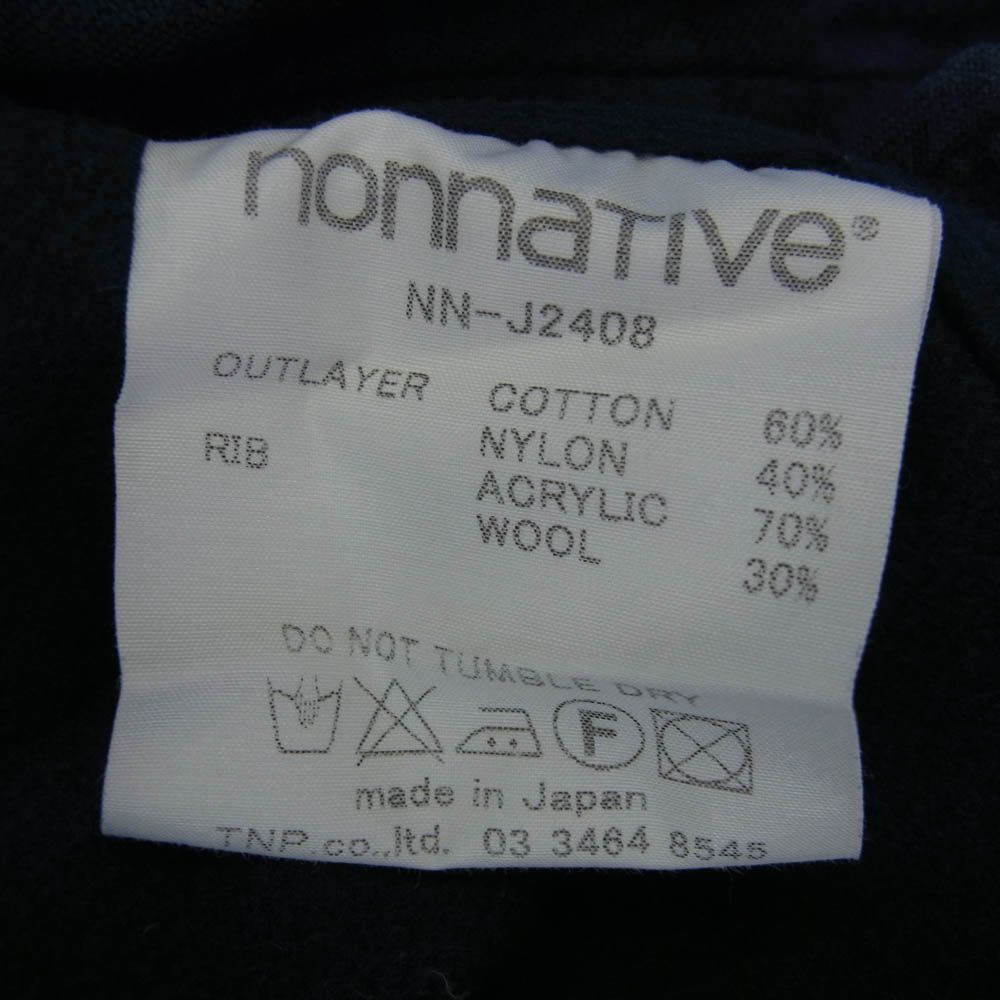 nonnaTIVe®
NN-J2408
OUTLAYER COTTON 60%
NYLON 40%
RIB ACRYLIC 70%
WOOL 30%
DO NOT TUMBLE DRY
F
made in Japan
TNP.co.,ltd. 03 3464 8545